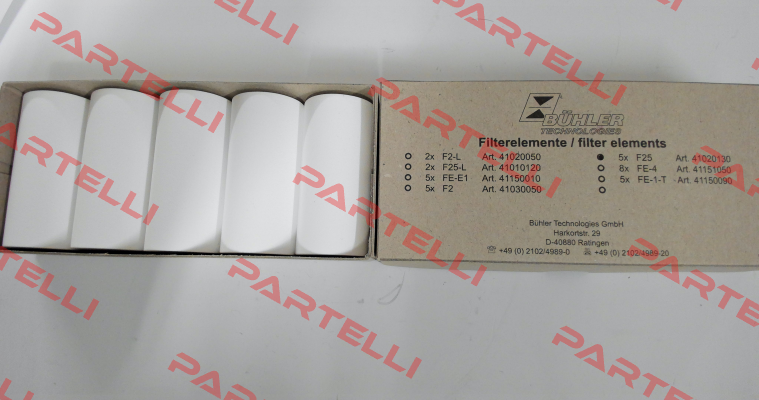 BÜHLER
TECHNOLOGIES
Filterelemente / filter elements
2x F2-L Art. 41020050
2x F25-L Art. 41010120
5x FE-E1 Art. 41150010
5x F2 Art. 41030050
5x F25 Art. 41020130
8x FE-4 Art. 41151050
5x FE-1-T Art. 41150090
Bühler Technologies GmbH
Harkortstr. 29
D-40880 Ratingen
+49 (0) 2102/4989-0 +49 (0) 2102/4989-20
PARTELLI
PARTELLI
PARTELLI
PARTELLI
PARTELLI
PARTELLI
PARTELLI
PARTELLI